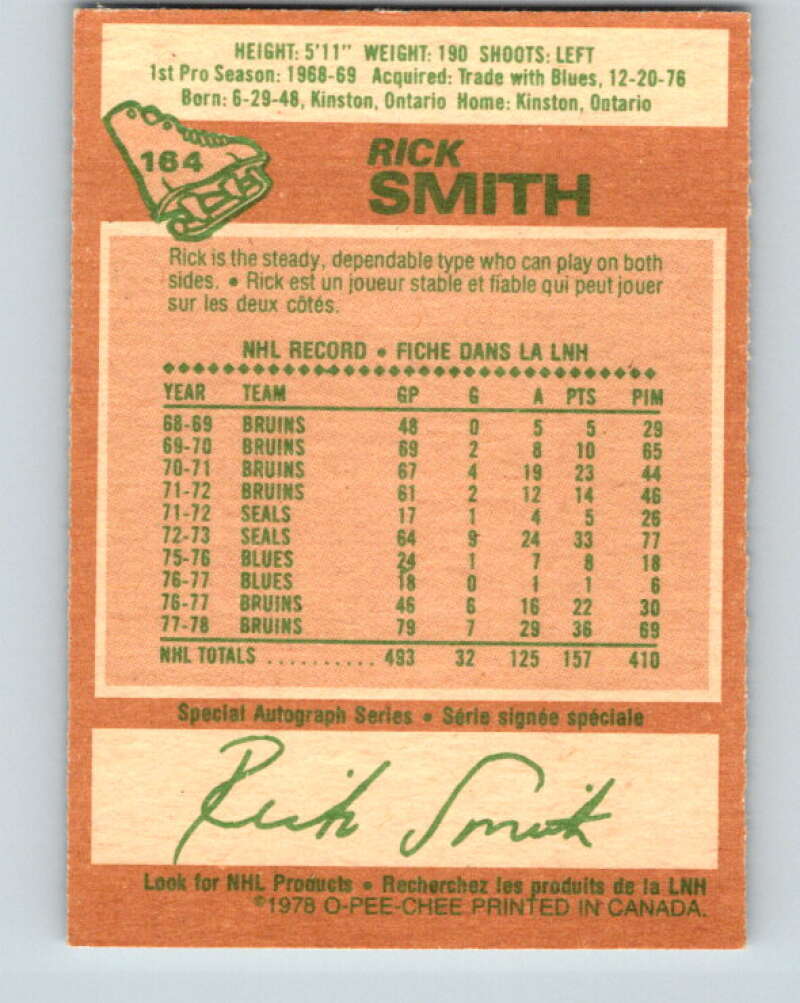 HEIGHT: 5'11" WEIGHT: 190 SHOOTS: LEFT
1st Pro Season: 1968-69 Acquired: Trade with Blues, 12-20-76
Born: 6-29-48, Kinston, Ontario Home: Kinston, Ontario
164
RICK
SMITH
Rick is the steady, dependable type who can play on both
sides. • Rick est un joueur stable et fiable qui peut jouer
sur les deux côtés.
NHL RECORD • FICHE DANS LA LNH
YEAR TEAM GP G A PTS PIM
68-69 BRUINS 48 0 5 5 29
69-70 BRUINS 69 2 8 10 65
70-71 BRUINS 67 4 19 23 44
71-72 BRUINS 61 2 12 14 46
71-72 SEALS 17 1 4 5 26
72-73 SEALS 64 9 24 33 77
75-76 BLUES 24 1 7 8 18
76-77 BLUES 18 0 1 1 6
76-77 BRUINS 46 6 16 22 30
77-78 BRUINS 79 7 29 36 69
NHL TOTALS .......... 493 32 125 157 410
Special Autograph Series • Série signée spéciale
Rick Smith
Look for NHL Products • Recherchez les produits de la LNH
©1978 O-PEE-CHEE PRINTED IN CANADA.